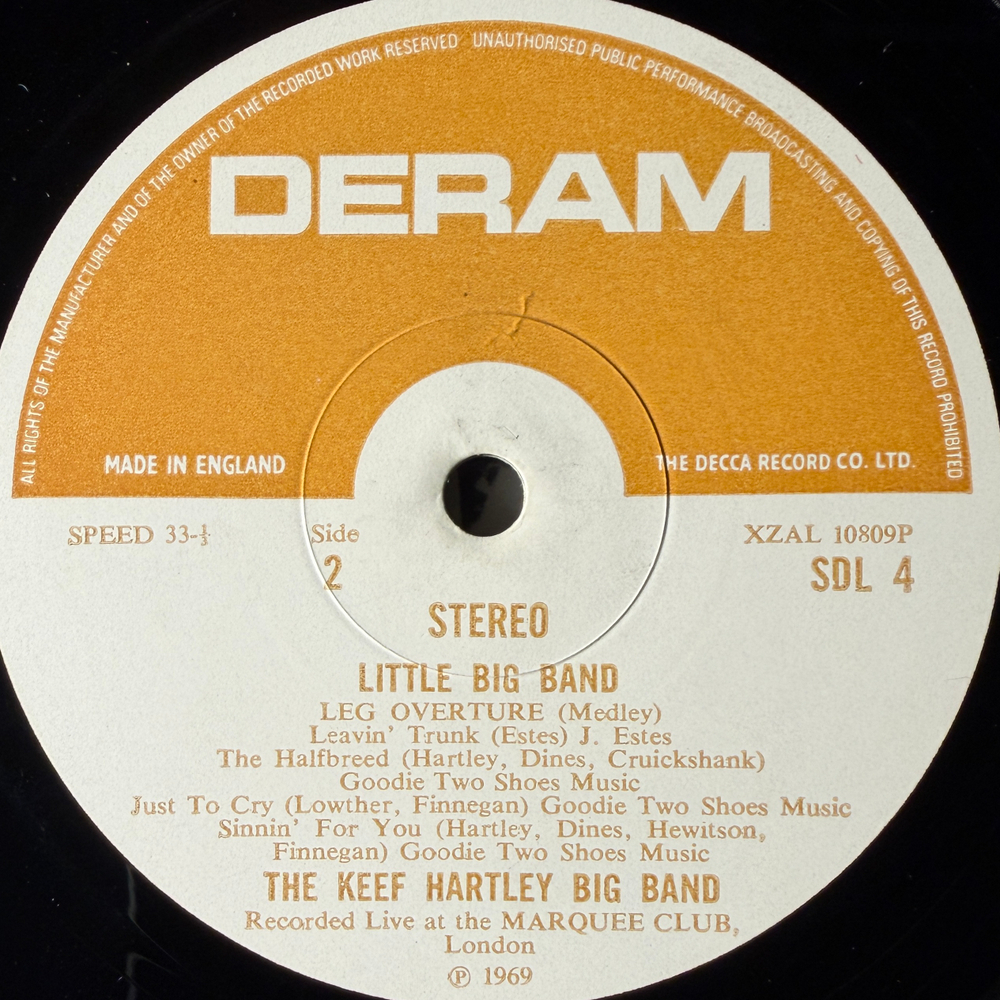 ALL RIGHTS OF THE MANUFACTURER AND OF THE OWNER OF THE RECORDED WORK RESERVED UNAUTHORISED PUBLIC PERFORMANCE BROADCASTING AND COPYING OF THIS RECORD PROHIBITED
DERAM
MADE IN ENGLAND THE DECCA RECORD CO. LTD.
SPEED 33-⅓ Side XZAL 10809P
2 SDL 4
STEREO
LITTLE BIG BAND
LEG OVERTURE (Medley)
Leavin' Trunk (Estes) J. Estes
The Halfbreed (Hartley, Dines, Cruickshank)
Goodie Two Shoes Music
Just To Cry (Lowther, Finnegan) Goodie Two Shoes Music
Sinnin' For You (Hartley, Dines, Hewitson,
Finnegan) Goodie Two Shoes Music
THE KEEF HARTLEY BIG BAND
Recorded Live at the MARQUEE CLUB,
London
℗ 1969